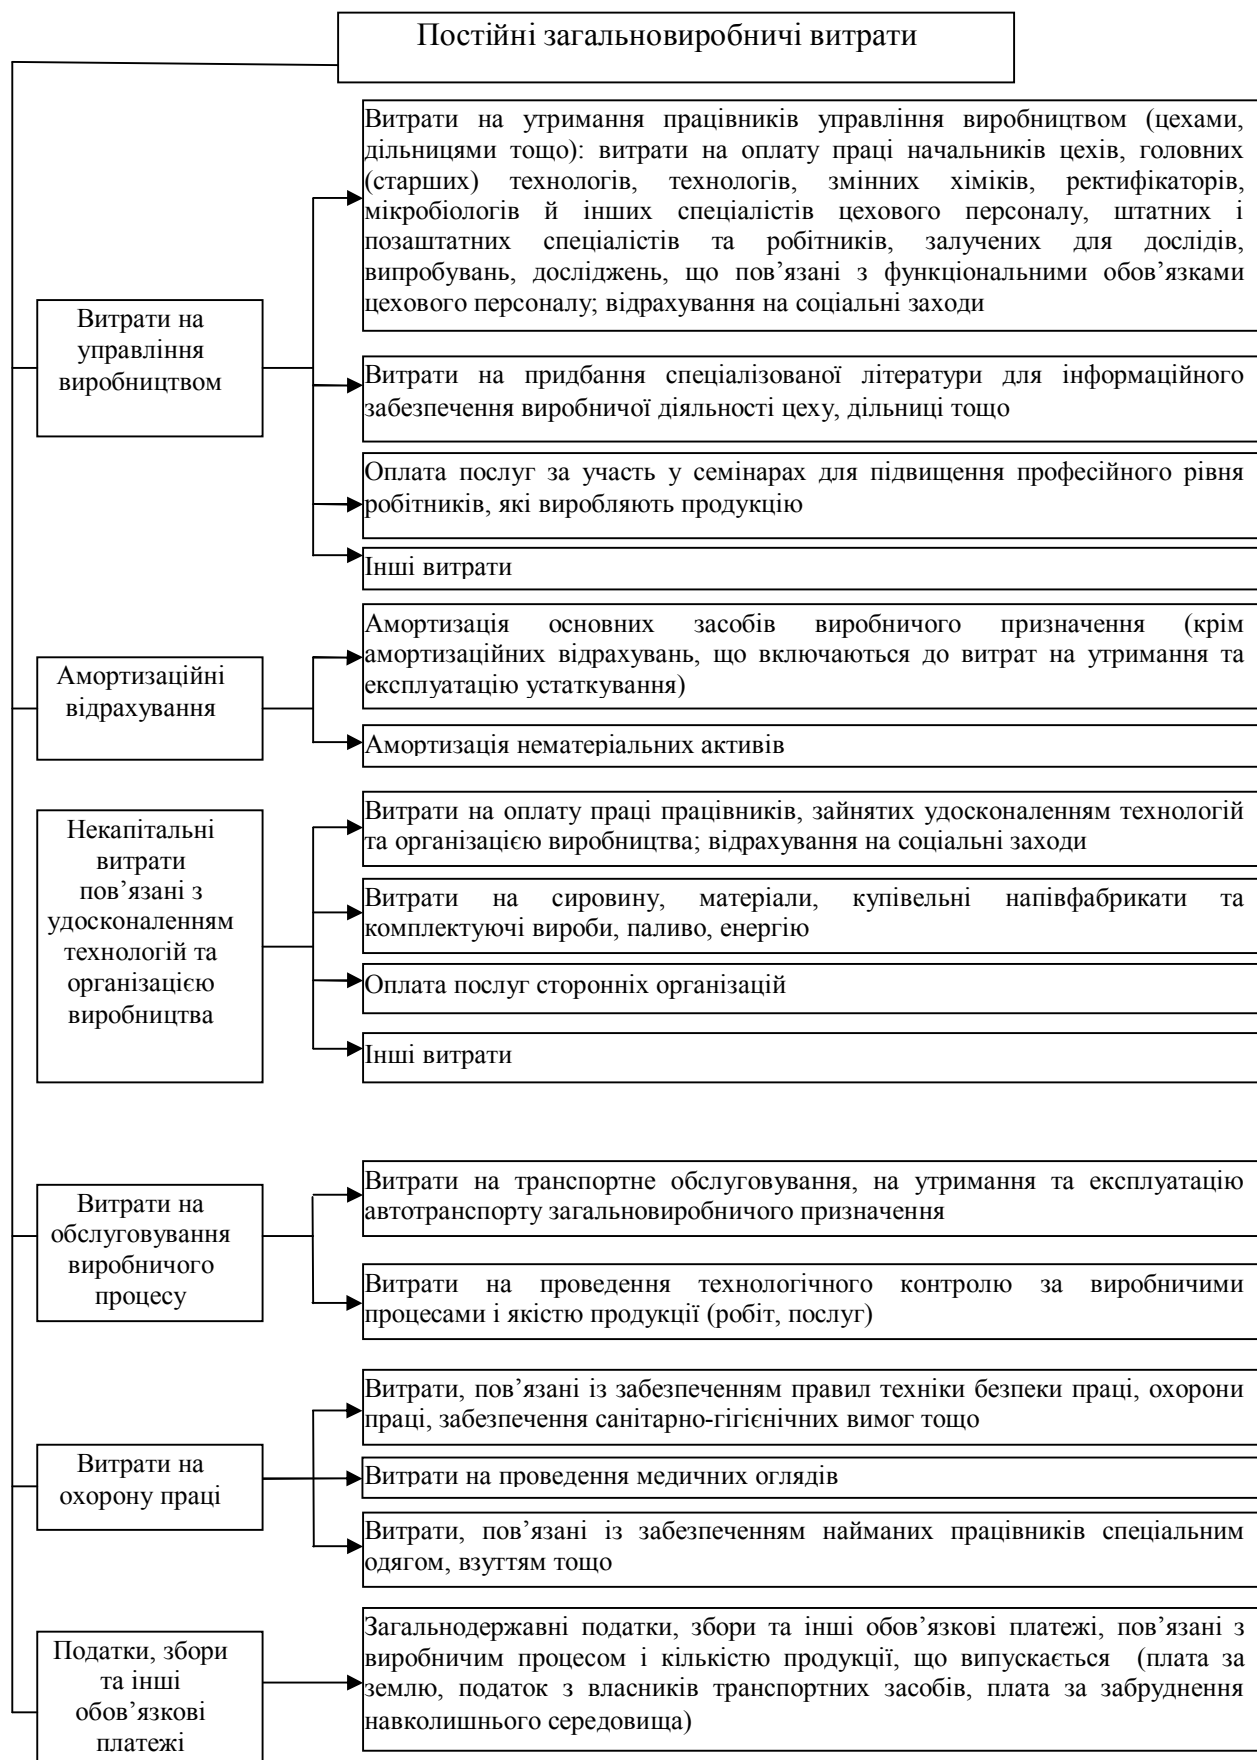 Постійні загальновиробничі витрати
Витрати на
управління
виробництвом
Витрати на утримання працівників управління виробництвом (цехами,
дільницями тощо): витрати на оплату праці начальників цехів, головних
(старших) технологів, технологів, змінних хіміків, ректифікаторів,
мікробіологів й інших спеціалістів цехового персоналу, штатних і
позаштатних спеціалістів та робітників, залучених для дослідів,
випробувань, досліджень, що пов’язані з функціональними обов’язками
цехового персоналу; відрахування на соціальні заходи
Витрати на придбання спеціалізованої літератури для інформаційного
забезпечення виробничої діяльності цеху, дільниці тощо
Оплата послуг за участь у семінарах для підвищення професійного рівня
робітників, які виробляють продукцію
Інші витрати
Амортизаційні
відрахування
Амортизація основних засобів виробничого призначення (крім
амортизаційних відрахувань, що включаються до витрат на утримання та
експлуатацію устаткування)
Амортизація нематеріальних активів
Некапітальні
витрати
пов’язані з
удосконаленням
технологій та
організацією
виробництва
Витрати на оплату праці працівників, зайнятих удосконаленням технологій
та організацією виробництва; відрахування на соціальні заходи
Витрати на сировину, матеріали, купівельні напівфабрикати та
комплектуючі вироби, паливо, енергію
Оплата послуг сторонніх організацій
Інші витрати
Витрати на
обслуговування
виробничого
процесу
Витрати на транспортне обслуговування, на утримання та експлуатацію
автотранспорту загальновиробничого призначення
Витрати на проведення технологічного контролю за виробничими
процесами і якістю продукції (робіт, послуг)
Витрати на
охорону праці
Витрати, пов’язані із забезпеченням правил техніки безпеки праці, охорони
праці, забезпечення санітарно-гігієнічних вимог тощо
Витрати на проведення медичних оглядів
Витрати, пов’язані із забезпеченням найманих працівників спеціальним
одягом, взуттям тощо
Податки, збори
та інші
обов’язкові
платежі
Загальнодержавні податки, збори та інші обов’язкові платежі, пов’язані з
виробничим процесом і кількістю продукції, що випускається (плата за
землю, податок з власників транспортних засобів, плата за забруднення
навколишнього середовища)